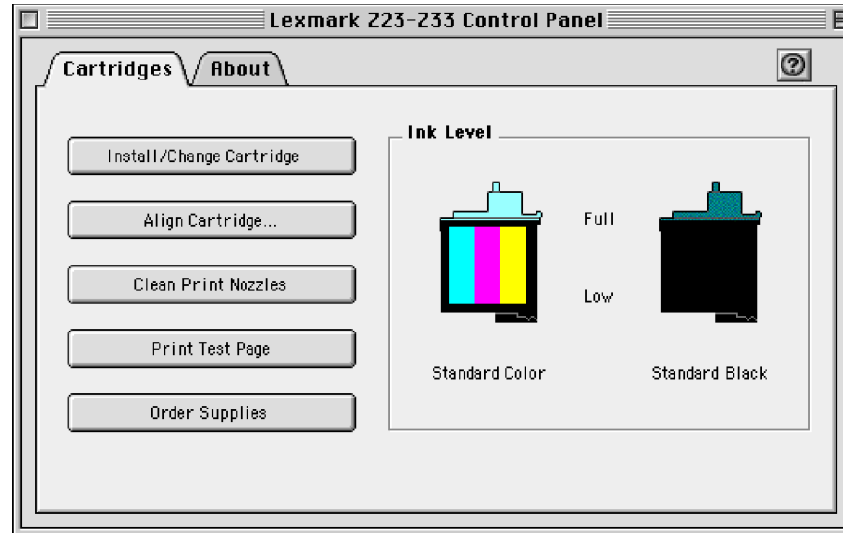 Lexmark Z23-Z33 Control Panel
Cartridges
About
?
Install/Change Cartridge
Align Cartridge...
Clean Print Nozzles
Print Test Page
Order Supplies
Ink Level
Full
Low
Standard Color
Standard Black